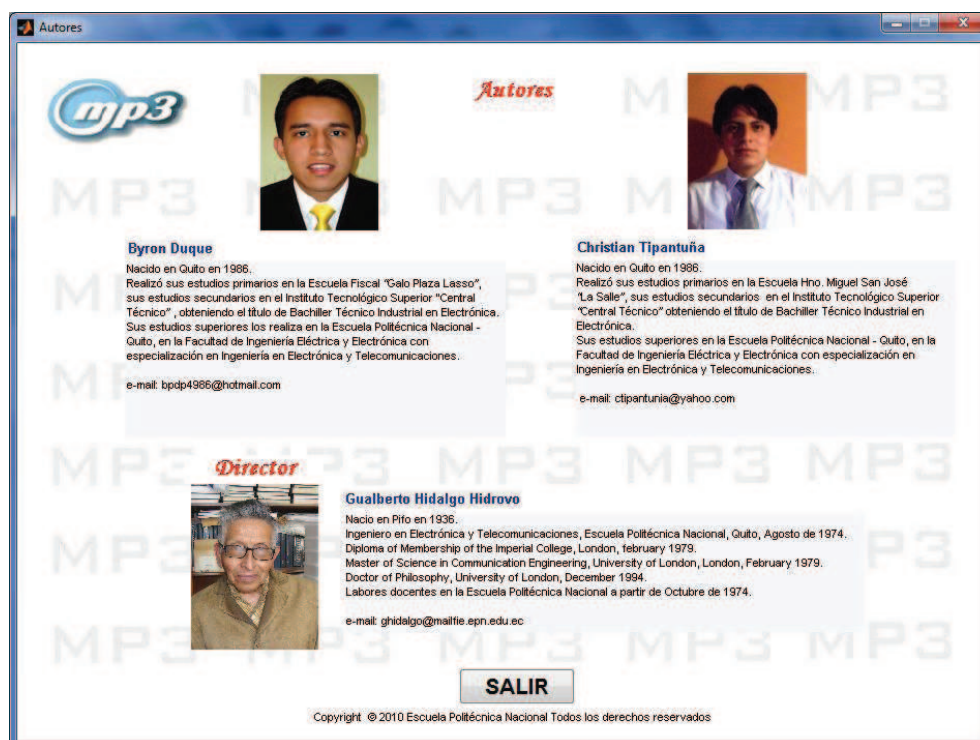 Autores
mp3
Autores
Byron Duque
Nacido en Quito en 1986.
Realizó sus estudios primarios en la Escuela Fiscal "Galo Plaza Lasso",
sus estudios secundarios en el Instituto Tecnológico Superior "Central
Técnico" , obteniendo el título de Bachiller Técnico Industrial en Electrónica.
Sus estudios superiores los realiza en la Escuela Politécnica Nacional -
Quito, en la Facultad de Ingeniería Eléctrica y Electrónica con
especialización en Ingeniería en Electrónica y Telecomunicaciones.
e-mail: bpdp4986@hotmail.com
Christian Tipantuña
Nacido en Quito en 1986.
Realizó sus estudios primarios en la Escuela Hno. Miguel San José
"La Salle", sus estudios secundarios en el Instituto Tecnológico Superior
"Central Técnico" obteniendo el título de Bachiller Técnico Industrial en
Electrónica.
Sus estudios superiores en la Escuela Politécnica Nacional - Quito, en la
Facultad de Ingeniería Eléctrica y Electrónica con especialización en
Ingeniería en Electrónica y Telecomunicaciones.
e-mail: ctipantunia@yahoo.com
Director
Gualberto Hidalgo Hidrovo
Nacio en Pifo en 1936.
Ingeniero en Electrónica y Telecomunicaciones, Escuela Politécnica Nacional, Quito, Agosto de 1974.
Diploma of Membership of the Imperial College, London, february 1979.
Master of Science in Communication Engineering, University of London, London, February 1979.
Doctor of Philosophy, University of London, December 1994.
Labores docentes en la Escuela Politécnica Nacional a partir de Octubre de 1974.
e-mail: ghidalgo@mailfie.epn.edu.ec
SALIR
Copyright © 2010 Escuela Politécnica Nacional Todos los derechos reservados